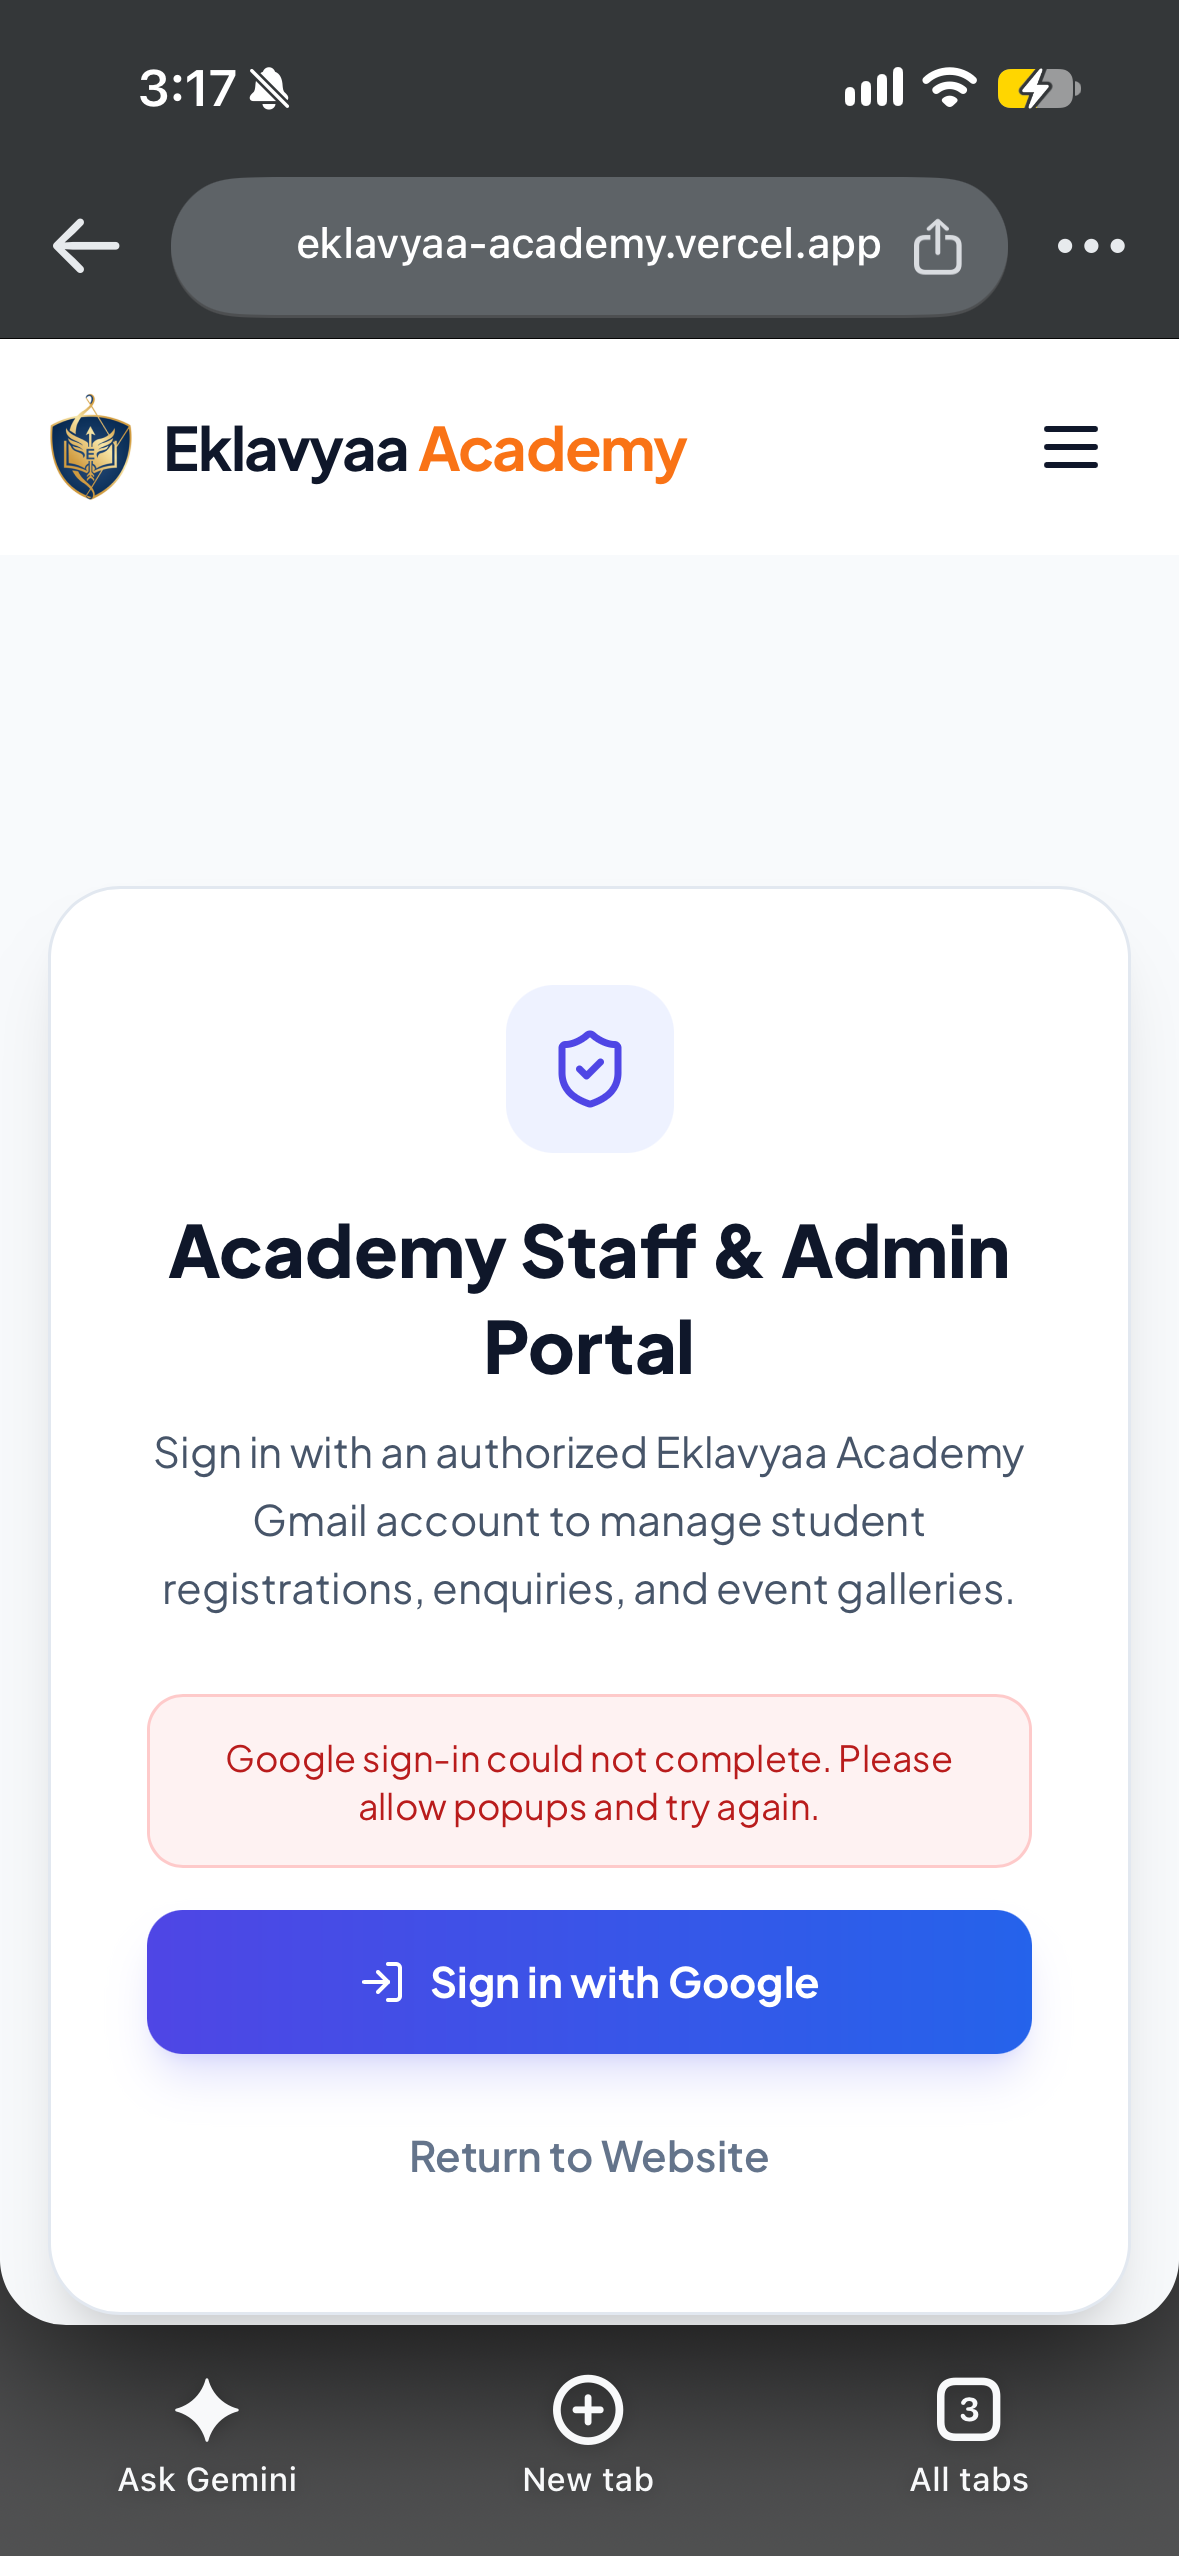 3:17
eklavyaa-academy.vercel.app
Eklavyaa Academy
Academy Staff & Admin
Portal
Sign in with an authorized Eklavyaa Academy
Gmail account to manage student
registrations, enquiries, and event galleries.
Google sign-in could not complete. Please
allow popups and try again.
Sign in with Google
Return to Website
3
Ask Gemini
New tab
All tabs